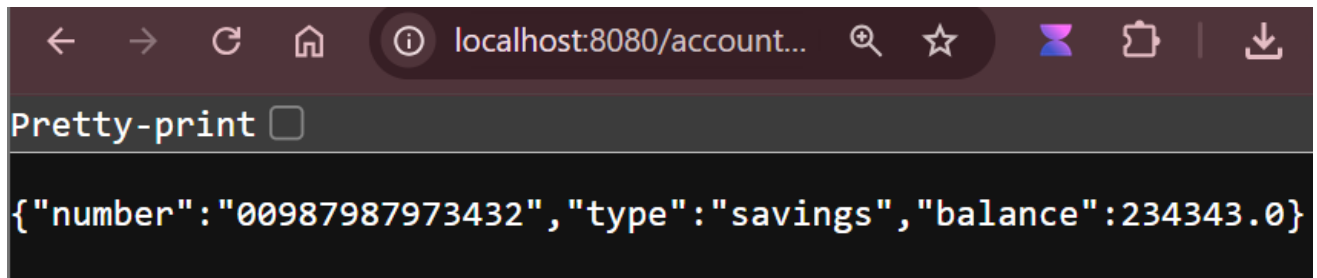 localhost:8080/account...
Pretty-print
{"number":"00987987973432","type":"savings","balance":234343.0}